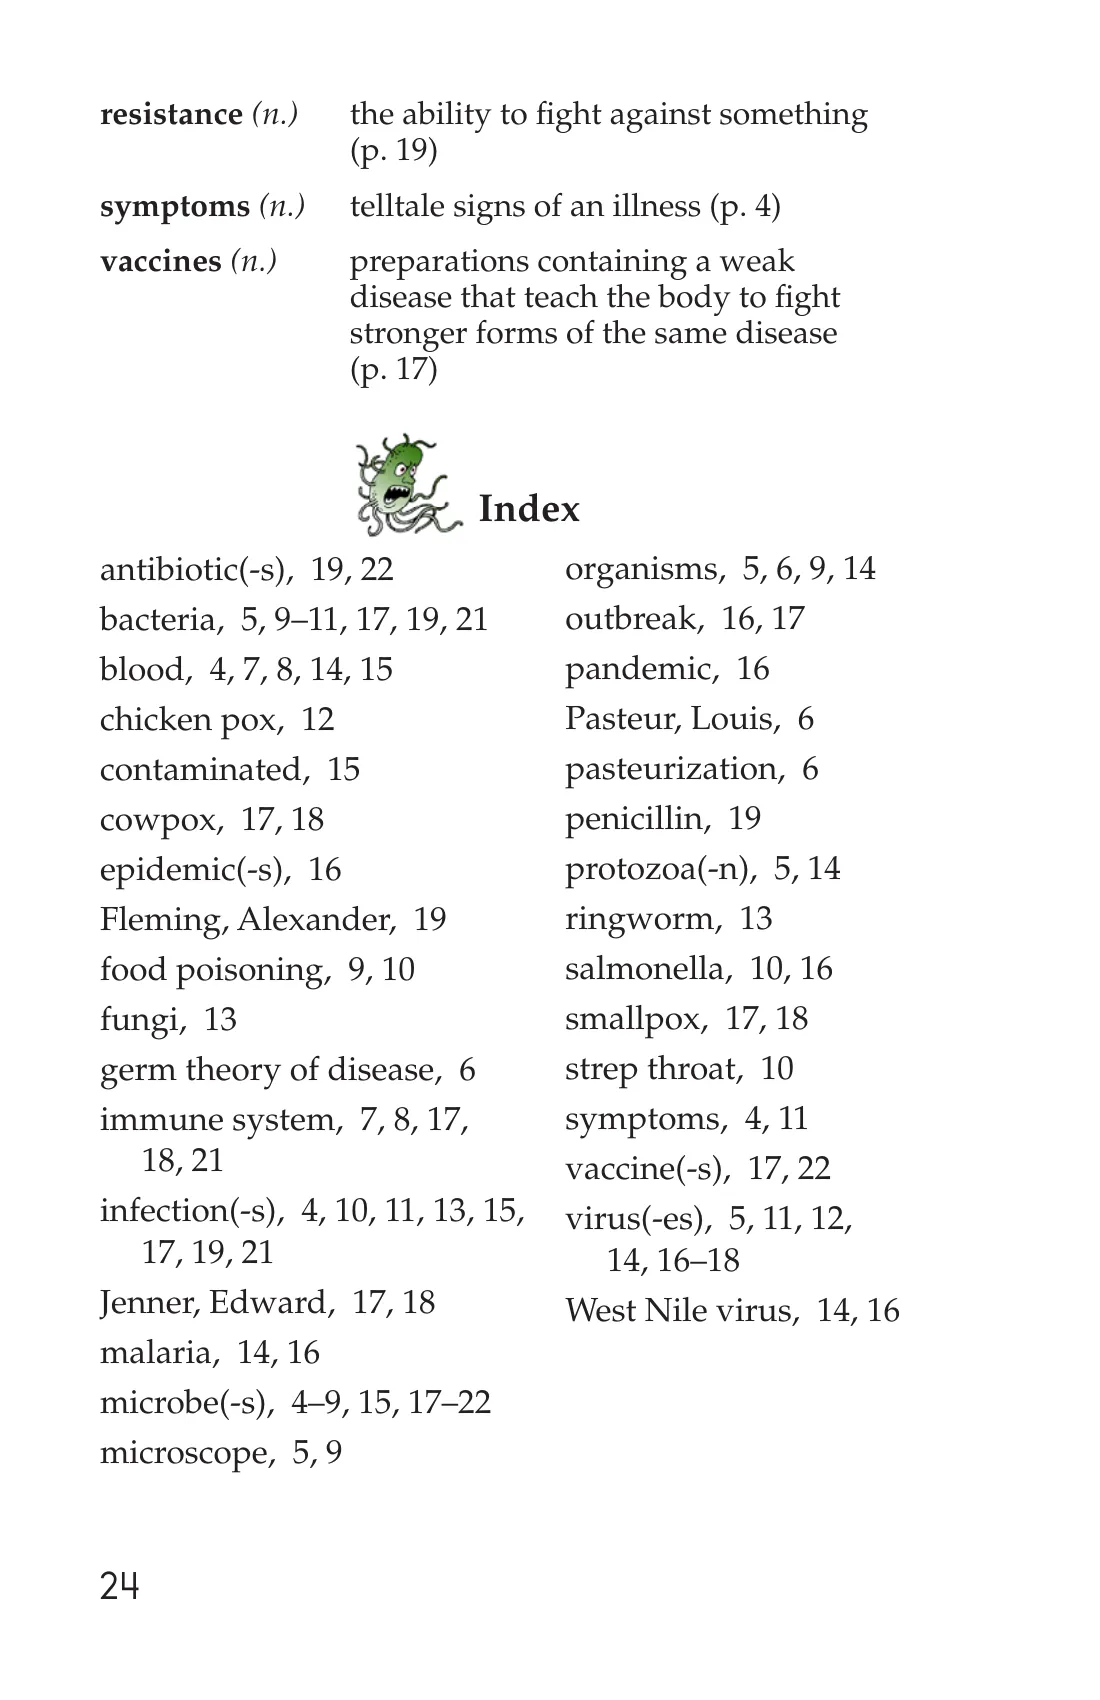 resistance (n.) the ability to fight against something
(p. 19)
symptoms (n.) telltale signs of an illness (p. 4)
vaccines (n.) preparations containing a weak
disease that teach the body to fight
stronger forms of the same disease
(p. 17)
Index
antibiotic(-s), 19, 22
bacteria, 5, 9–11, 17, 19, 21
blood, 4, 7, 8, 14, 15
chicken pox, 12
contaminated, 15
cowpox, 17, 18
epidemic(-s), 16
Fleming, Alexander, 19
food poisoning, 9, 10
fungi, 13
germ theory of disease, 6
immune system, 7, 8, 17,
18, 21
infection(-s), 4, 10, 11, 13, 15,
17, 19, 21
Jenner, Edward, 17, 18
malaria, 14, 16
microbe(-s), 4–9, 15, 17–22
microscope, 5, 9
organisms, 5, 6, 9, 14
outbreak, 16, 17
pandemic, 16
Pasteur, Louis, 6
pasteurization, 6
penicillin, 19
protozoa(-n), 5, 14
ringworm, 13
salmonella, 10, 16
smallpox, 17, 18
strep throat, 10
symptoms, 4, 11
vaccine(-s), 17, 22
virus(-es), 5, 11, 12,
14, 16–18
West Nile virus, 14, 16
24